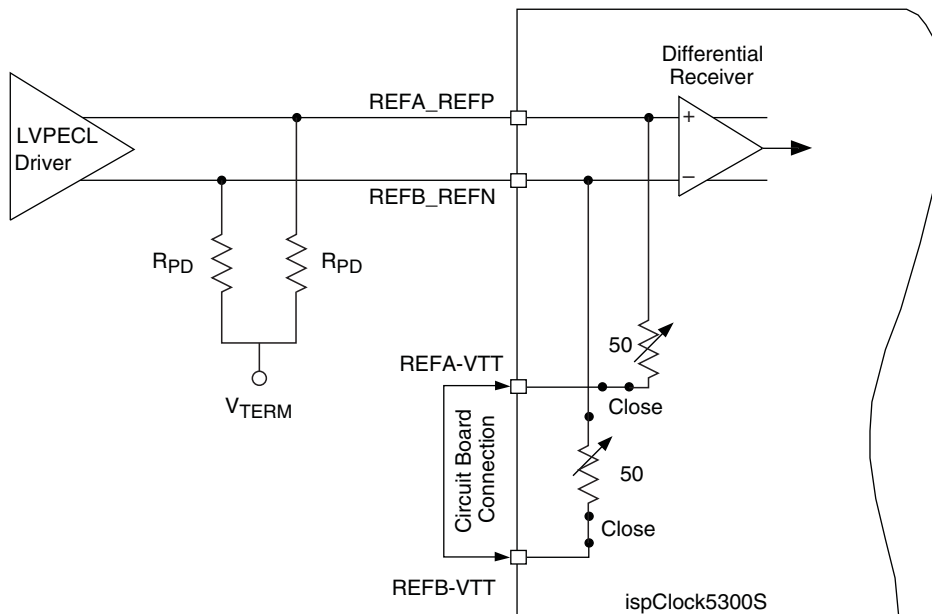 Differential
Receiver
REFA_REFP
+
LVPECL
Driver
−
REFB_REFN
RPD
RPD
50
REFA-VTT
VTERM
Close
Circuit Board
Connection
50
Close
REFB-VTT
ispClock5300S